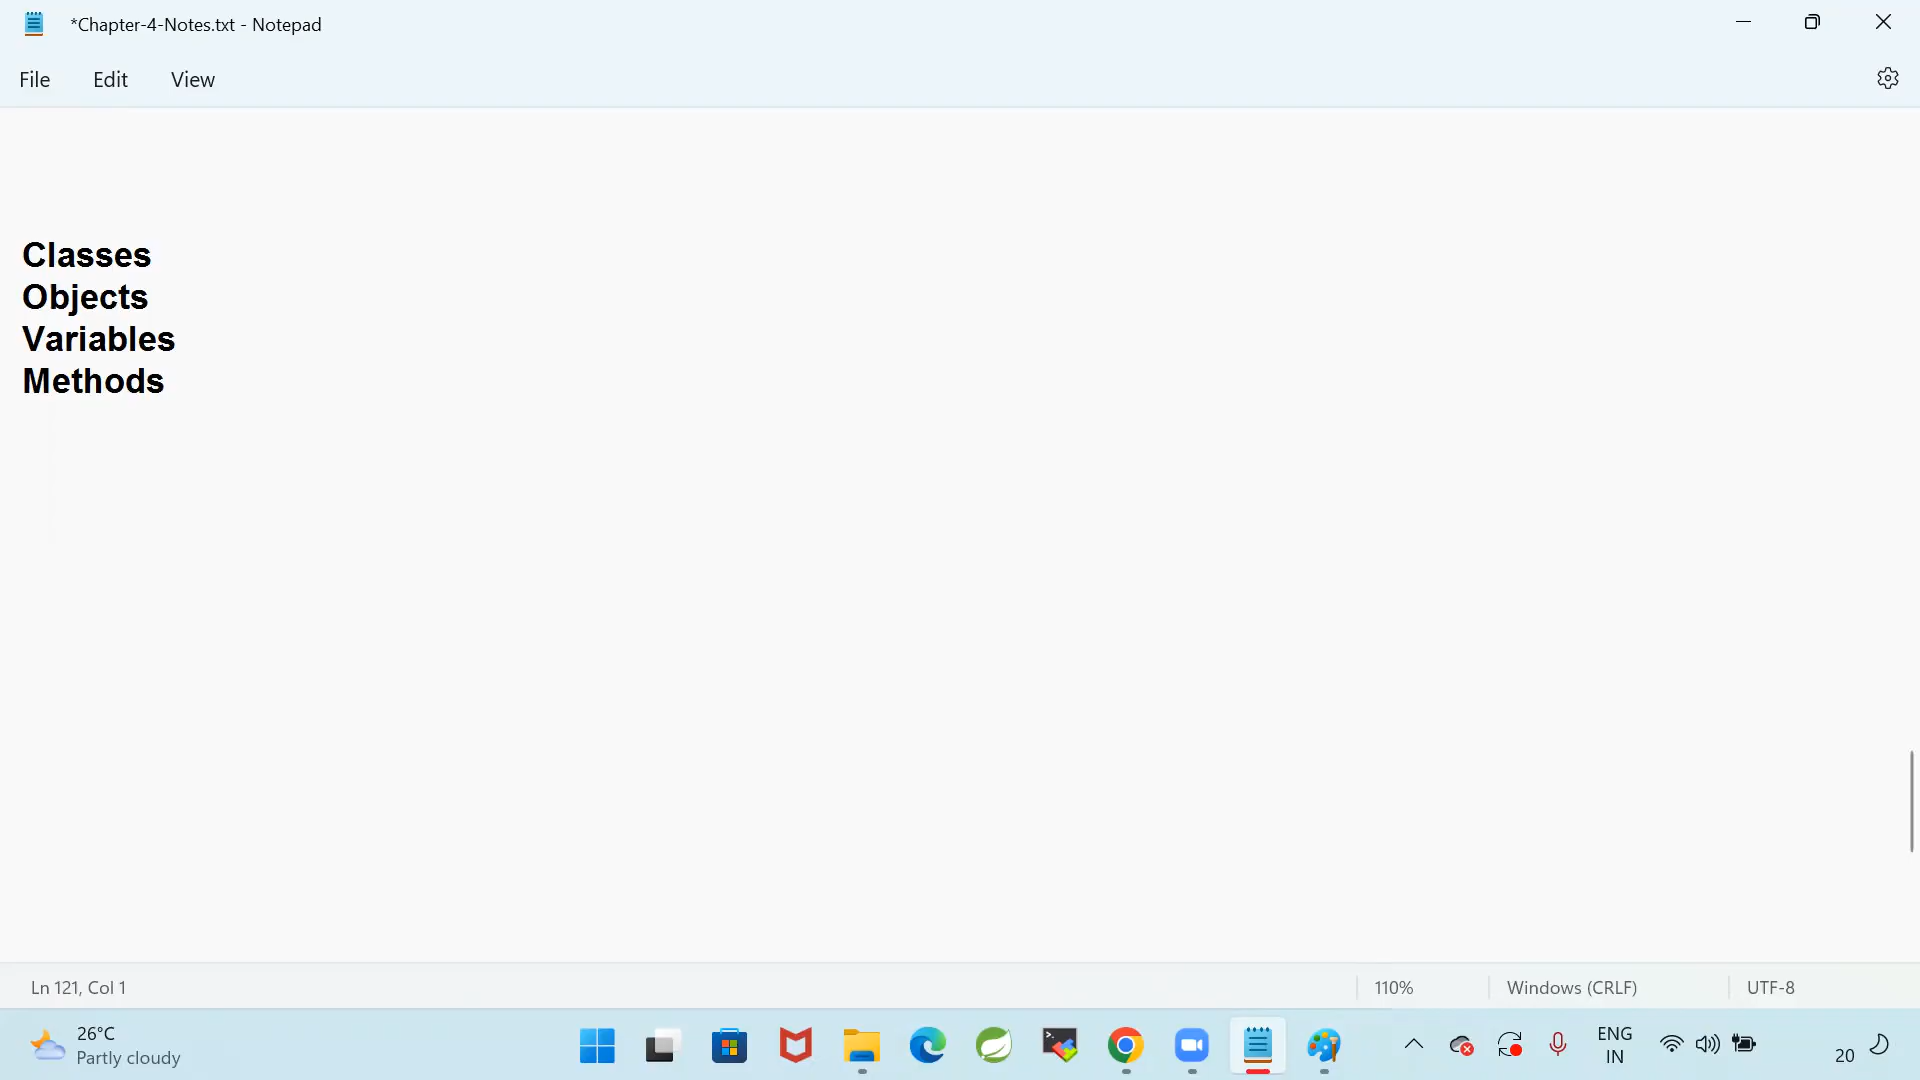 *Chapter-4-Notes.txt - Notepad
File Edit View
Classes
Objects
Variables
Methods
Ln 121, Col 1 110% Windows (CRLF) UTF-8
26°C
Partly cloudy
ENG
IN
20